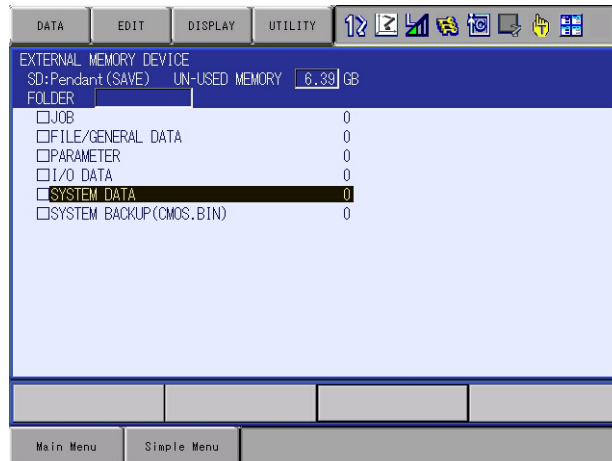 DATA EDIT DISPLAY UTILITY
EXTERNAL MEMORY DEVICE
SD:Pendant(SAVE) UN-USED MEMORY 6.39 GB
FOLDER
JOB 0
FILE/GENERAL DATA 0
PARAMETER 0
I/O DATA 0
SYSTEM DATA 0
SYSTEM BACKUP(CMOS.BIN) 0
Main Menu Simple Menu